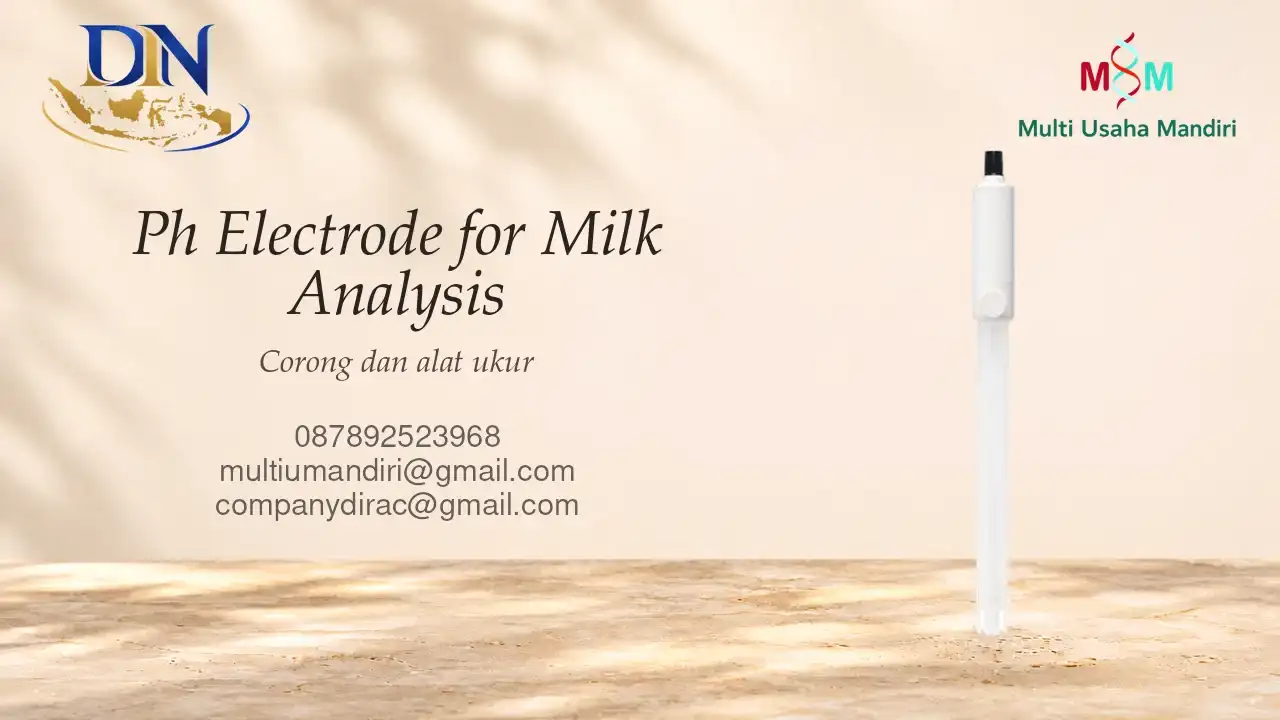 DIN
M M
Multi Usaha Mandiri
Ph Electrode for Milk
Analysis
Corong dan alat ukur
087892523968
multiumandiri@gmail.com
companydirac@gmail.com